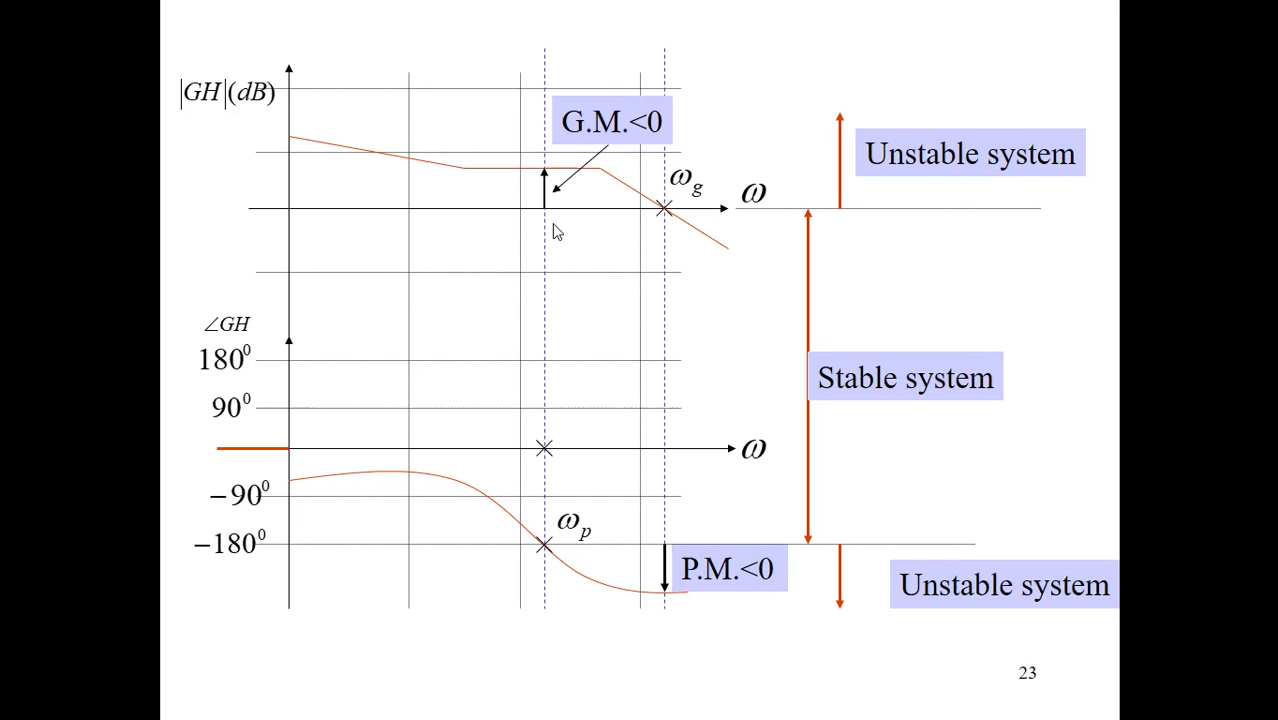 |GH|(dB)
G.M.<0
Unstable system
ω_g
ω
∠GH
180⁰
Stable system
90⁰
ω
−90⁰
ω_p
−180⁰
P.M.<0
Unstable system
23